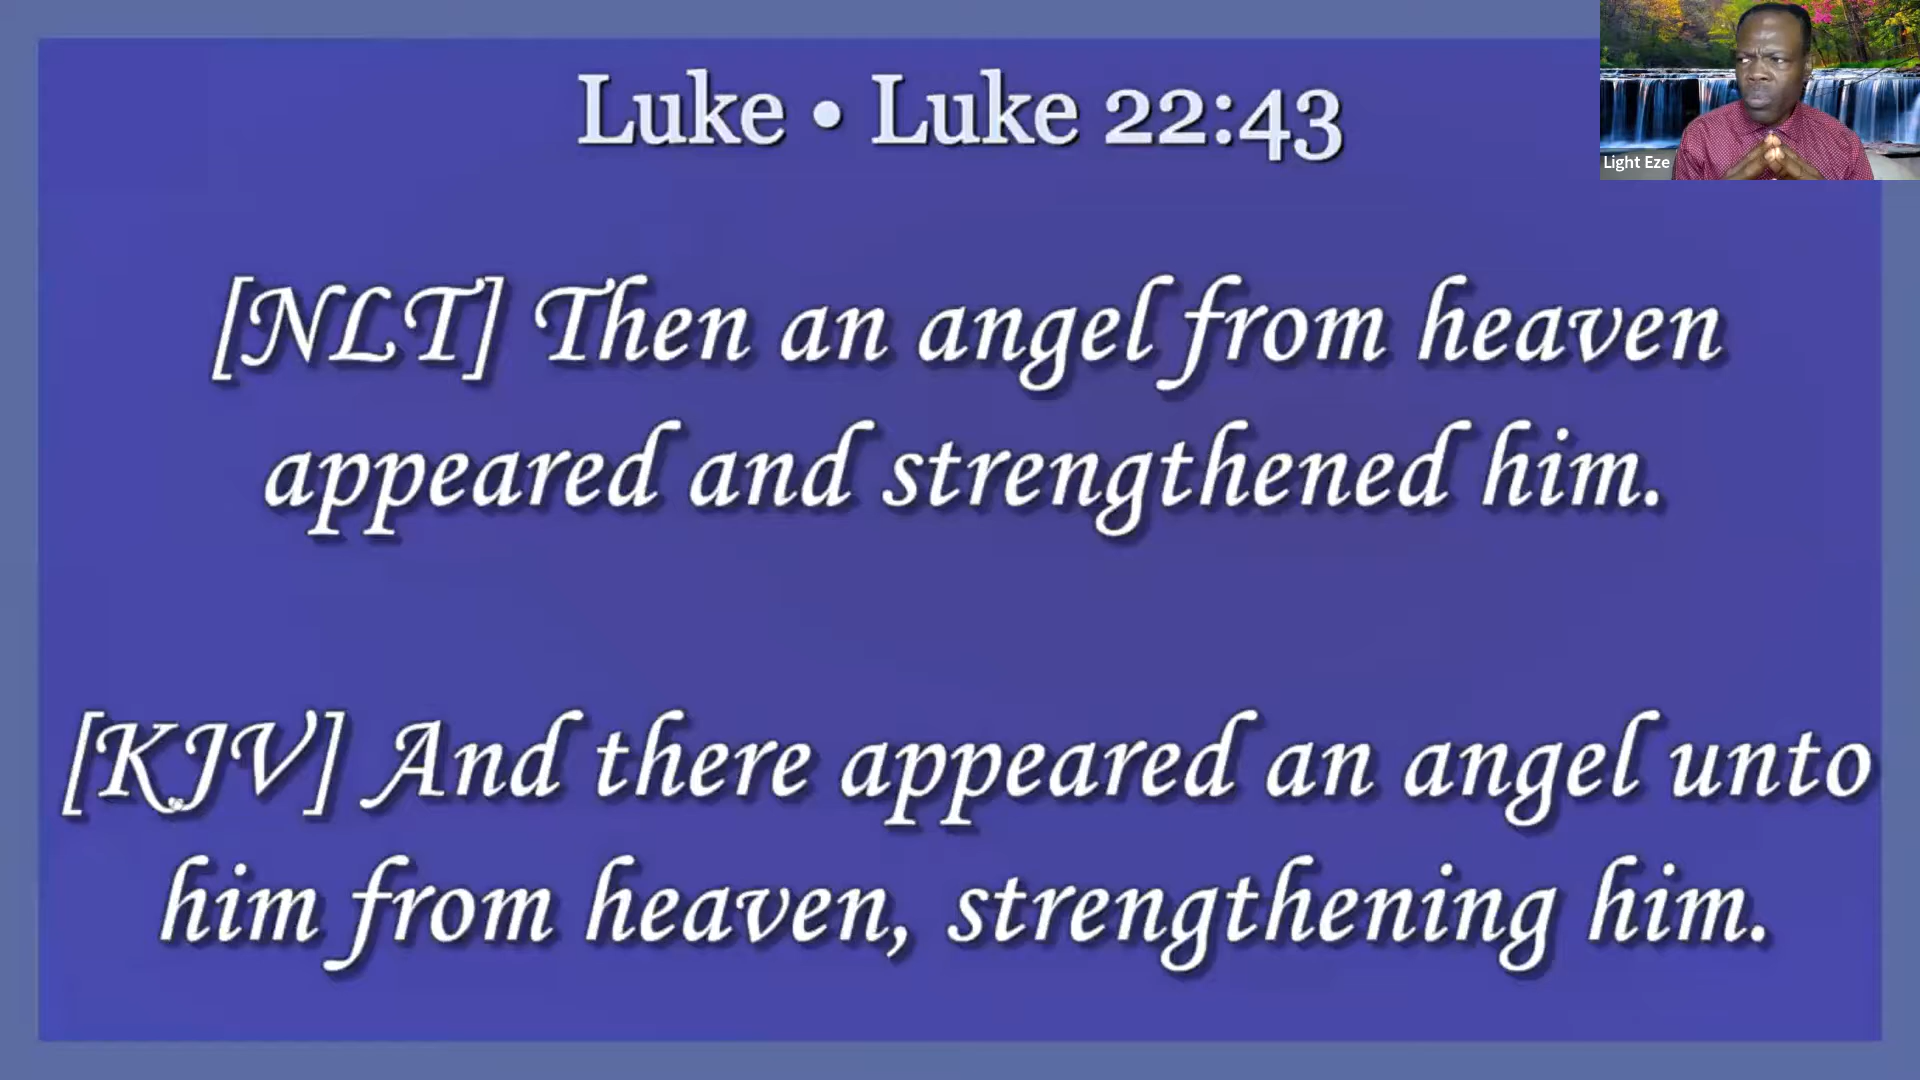 Luke • Luke 22:43
Light Eze
[NLT] Then an angel from heaven
appeared and strengthened him.
[KJV] And there appeared an angel unto
him from heaven, strengthening him.